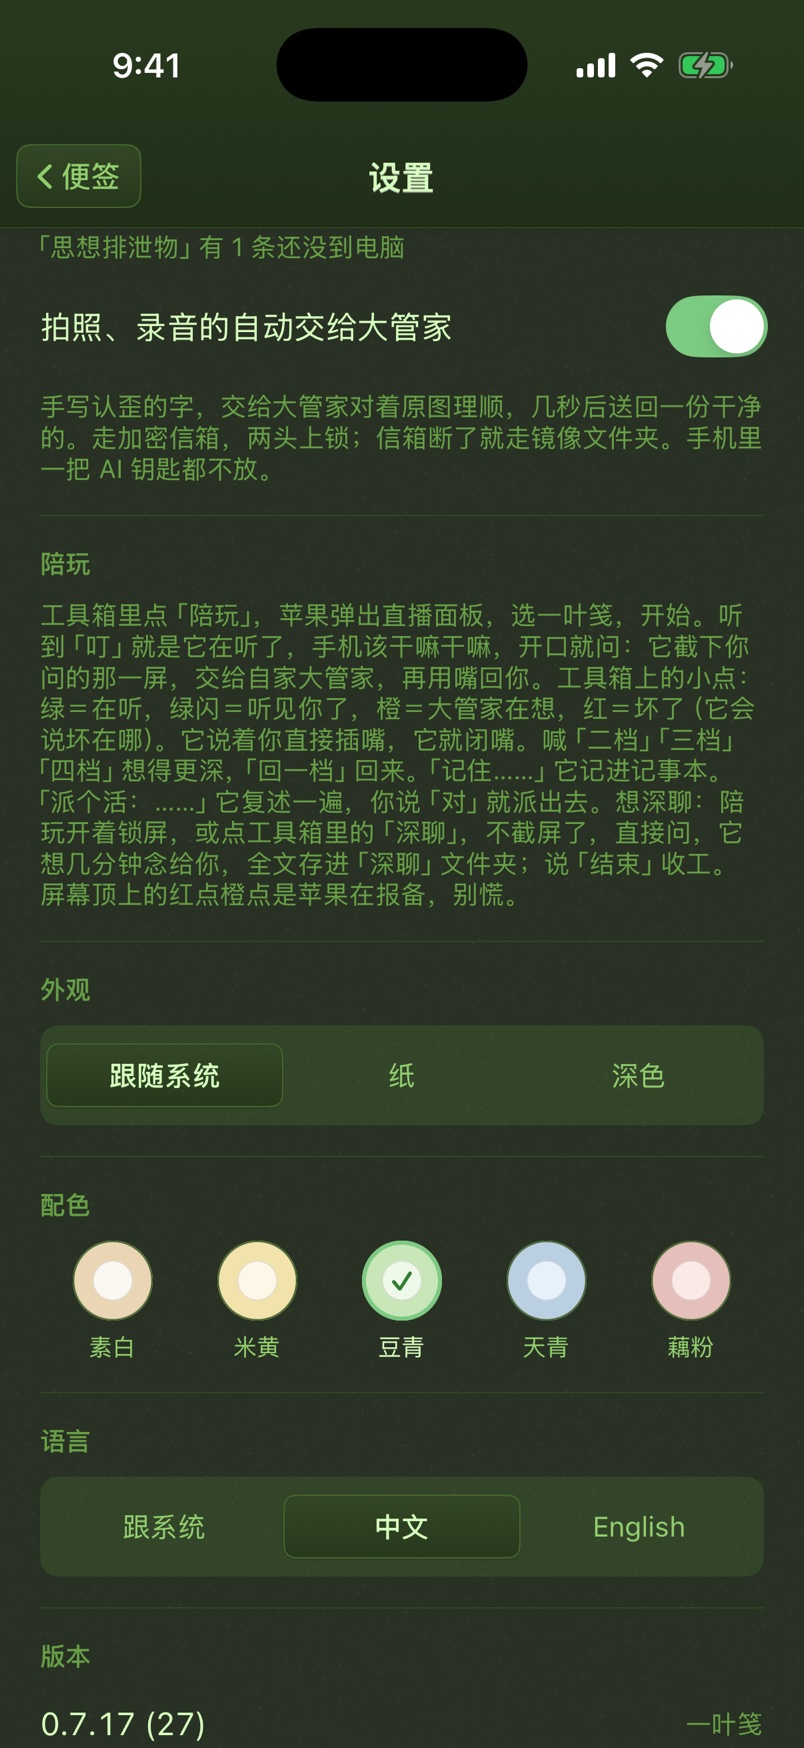 9:41
便签
设置
「思想排泄物」有 1 条还没到电脑
拍照、录音的自动交给大管家
手写认歪的字，交给大管家对着原图理顺，几秒后送回一份干净
的。走加密信箱，两头上锁；信箱断了就走镜像文件夹。手机里
一把 AI 钥匙都不放。
陪玩
工具箱里点「陪玩」，苹果弹出直播面板，选一叶笺，开始。听
到「叮」就是它在听了，手机该干嘛干嘛，开口就问：它截下你
问的那一屏，交给自家大管家，再用嘴回你。工具箱上的小点：
绿＝在听，绿闪＝听见你了，橙＝大管家在想，红＝坏了（它会
说坏在哪）。它说着你直接插嘴，它就闭嘴。喊「二档」「三档」
「四档」想得更深，「回一档」回来。「记住……」它记进记事本。
「派个活：……」它复述一遍，你说「对」就派出去。想深聊：陪
玩开着锁屏，或点工具箱里的「深聊」，不截屏了，直接问，它
想几分钟念给你，全文存进「深聊」文件夹；说「结束」收工。
屏幕顶上的红点橙点是苹果在报备，别慌。
外观
跟随系统
纸
深色
配色
素白
米黄
豆青
天青
藕粉
语言
跟系统
中文
English
版本
0.7.17 (27)
一叶笺